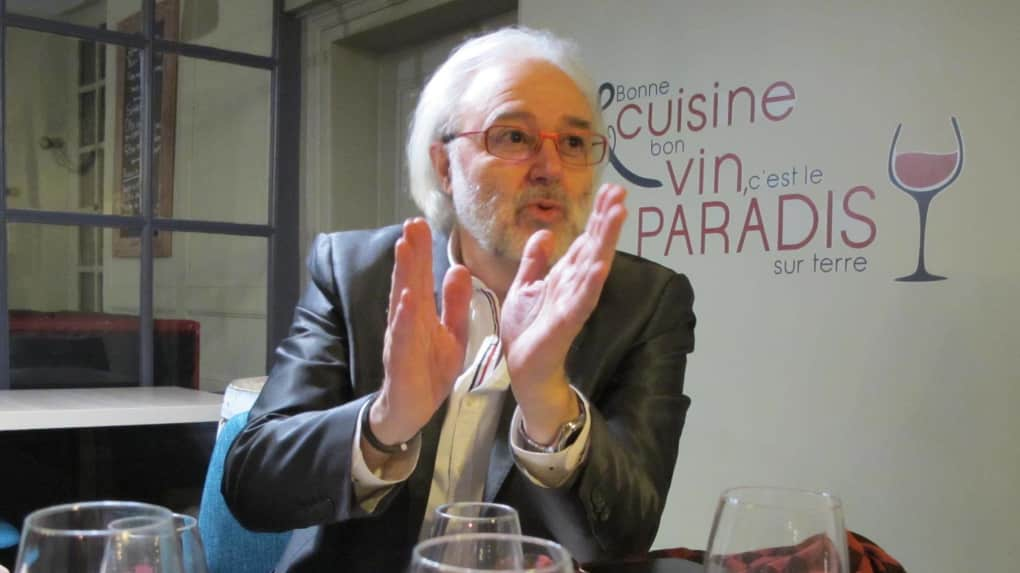 Bonne
& cuisine
bon
vin, c'est le
PARADIS
sur terre